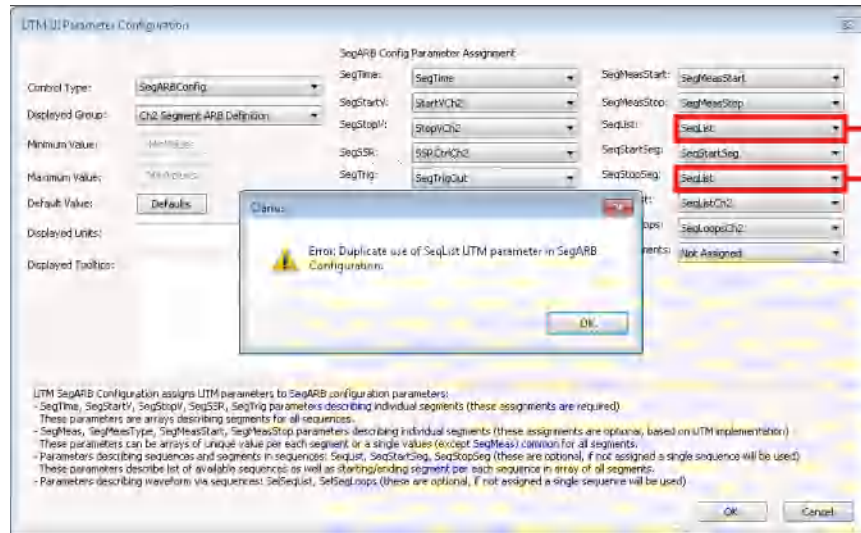 UTM UI Parameter Configuration
SegARB Config Parameter Assignment
Control Type: SegARBConfig
Displayed Group: Ch2 Segment ARB Definition
Minimum Value:
Maximum Value:
Default Value: Defaults
Displayed Units:
Displayed Tooltips:
SegTime: SegTime
SegStartV: StartVCh2
SegStopV: StopVCh2
SegSSR: SSRCtrlCh2
SegTrig: SegTrigOut
SegMeasStart: SegMeasStart
SegMeasStop: SegMeasStop
SeqList: SeqList
SeqStartSeg: SeqStartSeg
SeqStopSeg: SeqList
SeqListCh2
SeqLoopsCh2
Not Assigned
Clarius
Error: Duplicate use of SeqList UTM parameter in SegARB
Configuration.
OK
UTM SegARB Configuration assigns UTM parameters to SegARB configuration parameters:
- SegTime, SegStartV, SegStopV, SegSSR, SegTrig parameters describing individual segments (these assignments are required)
These parameters are arrays describing segments for all sequences.
- SegMeas, SegMeasType, SegMeasStart, SegMeasStop parameters describing individual segments (these assignments are optional, based on UTM implementation)
These parameters can be arrays of unique value per each segment or a single values (except SegMeas) common for all segments.
- Parameters describing sequences and segments in sequences: SeqList, SeqStartSeg, SeqStopSeg (these are optional, if not assigned a single sequence will be used)
These parameters describe list of available sequences as well as starting/ending segment per each sequence in array of all segments.
- Parameters describing waveform via sequences: SelSeqList, SelSeqLoops (these are optional, if not assigned a single sequence will be used)
OK Cancel